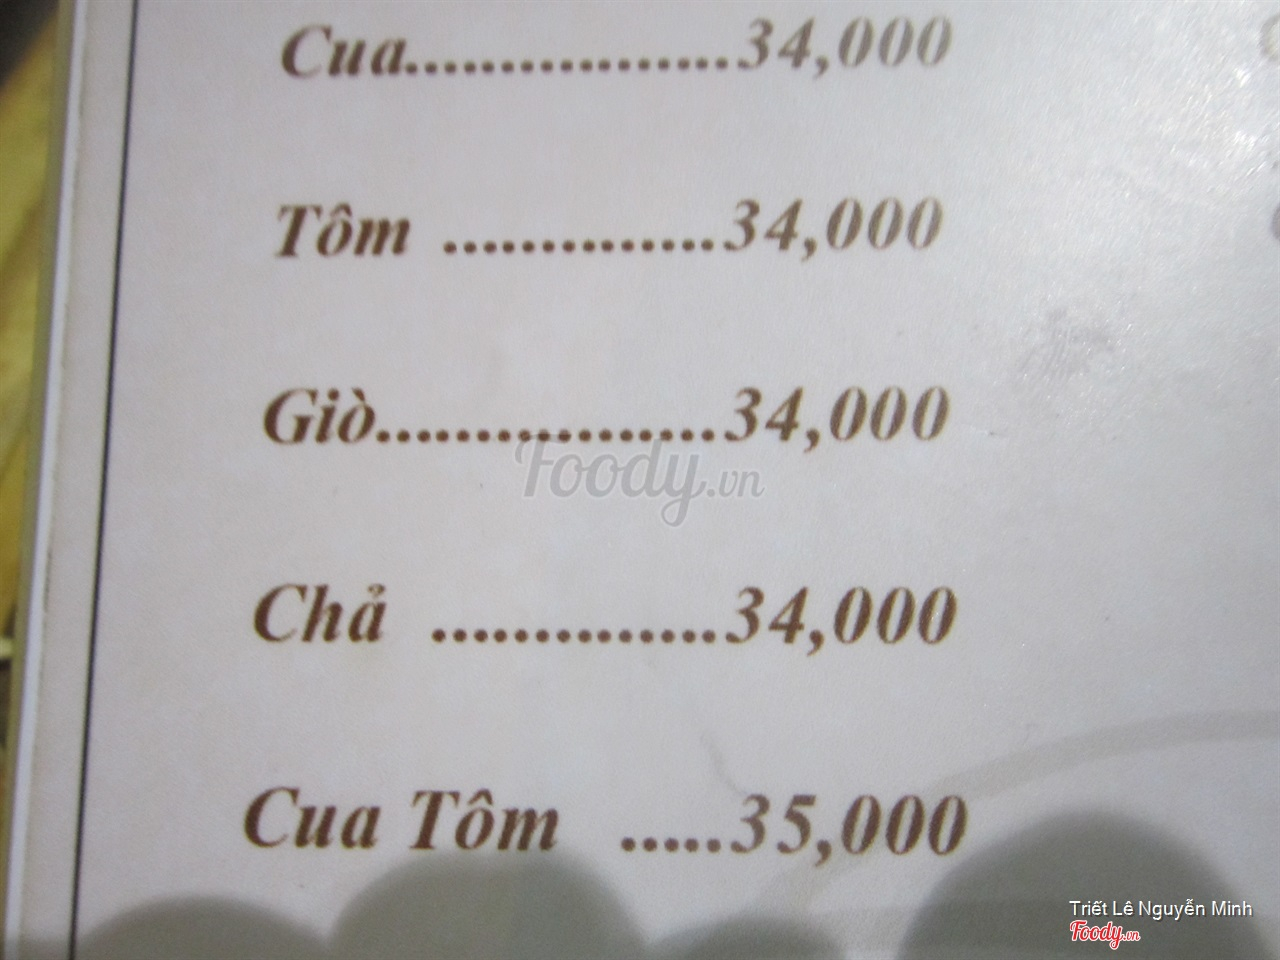 Cua.................34,000
Tôm ..............34,000
Giò.................34,000
Foody.vn
Chả ..............34,000
Cua Tôm .....35,000
Triết Lê Nguyễn Minh
Foody.vn